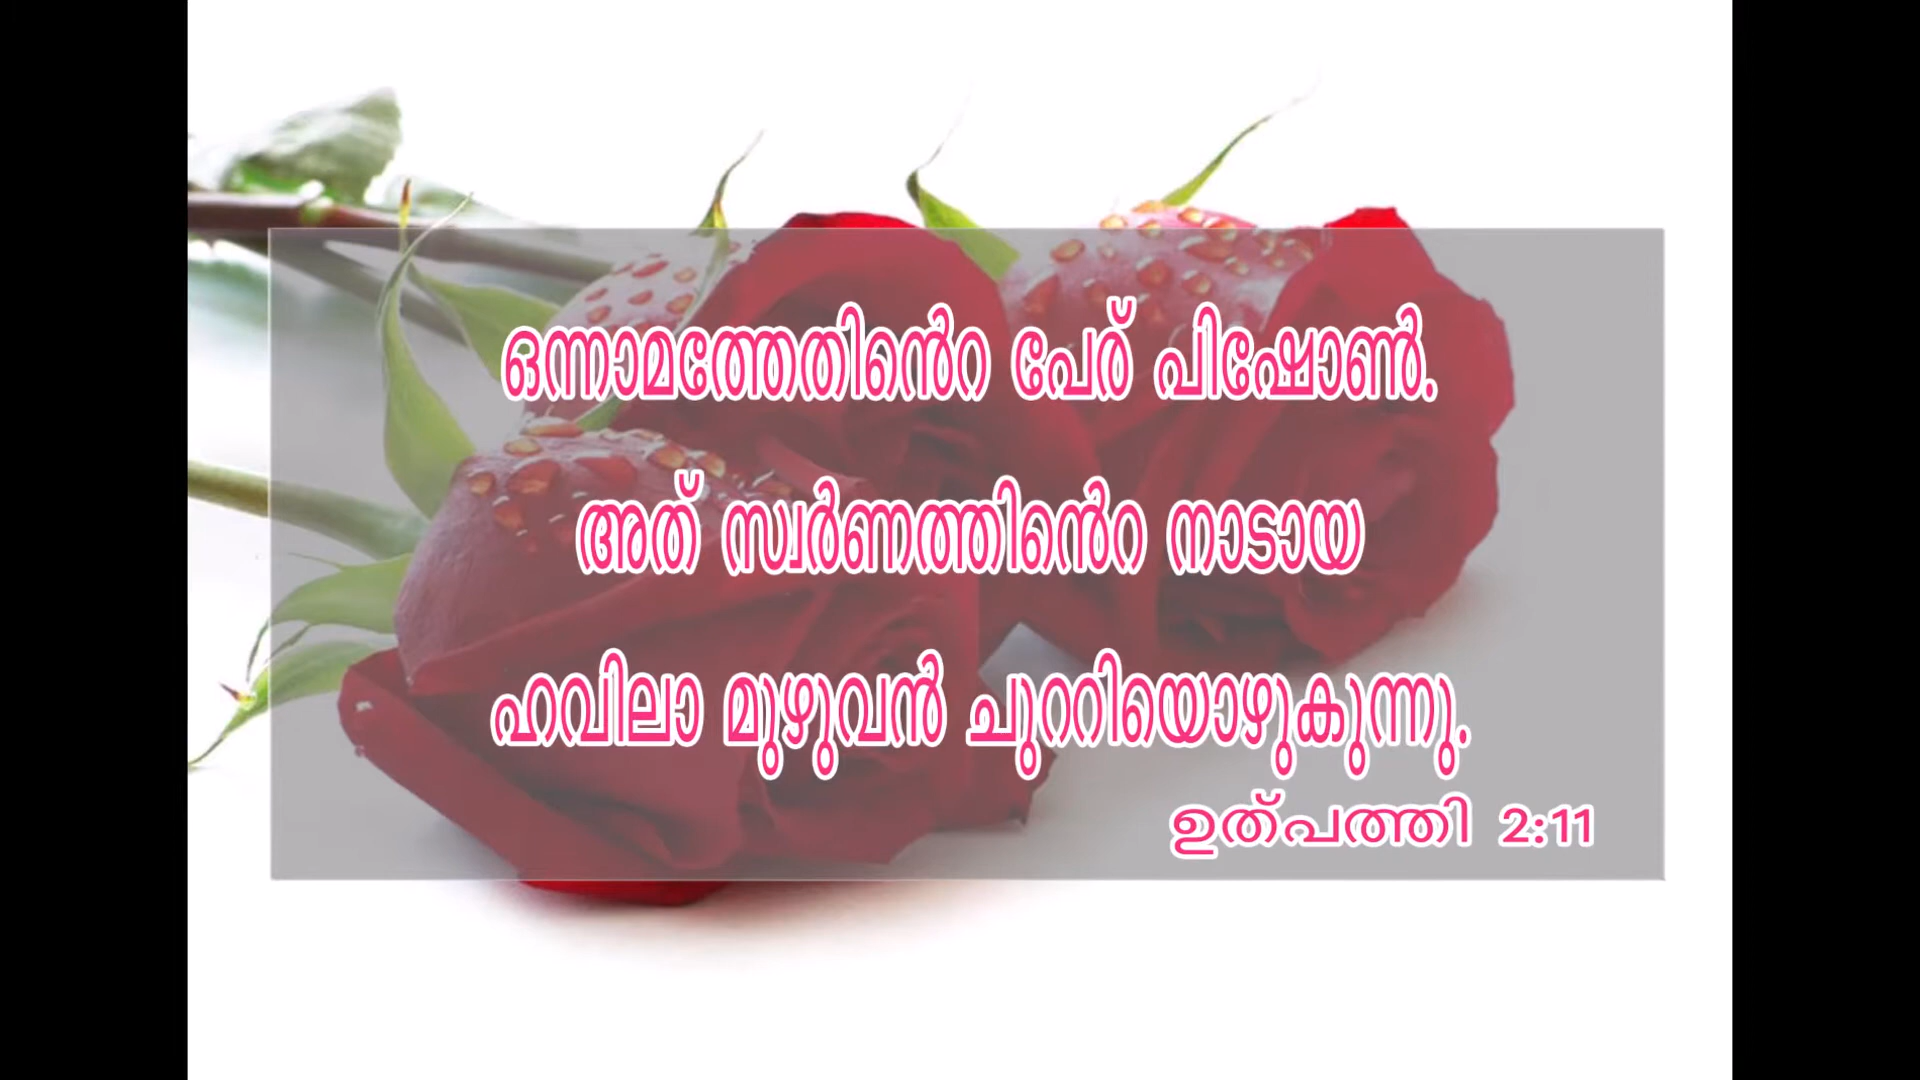 ഒന്നാമത്തേതിൻെറ പേര് പിഷോൺ.
അത് സ്വർണത്തിൻെറ നാടായ
ഹവിലാ മുഴുവൻ ചുററിയൊഴുകുന്നു.
ഉത്പത്തി 2:11